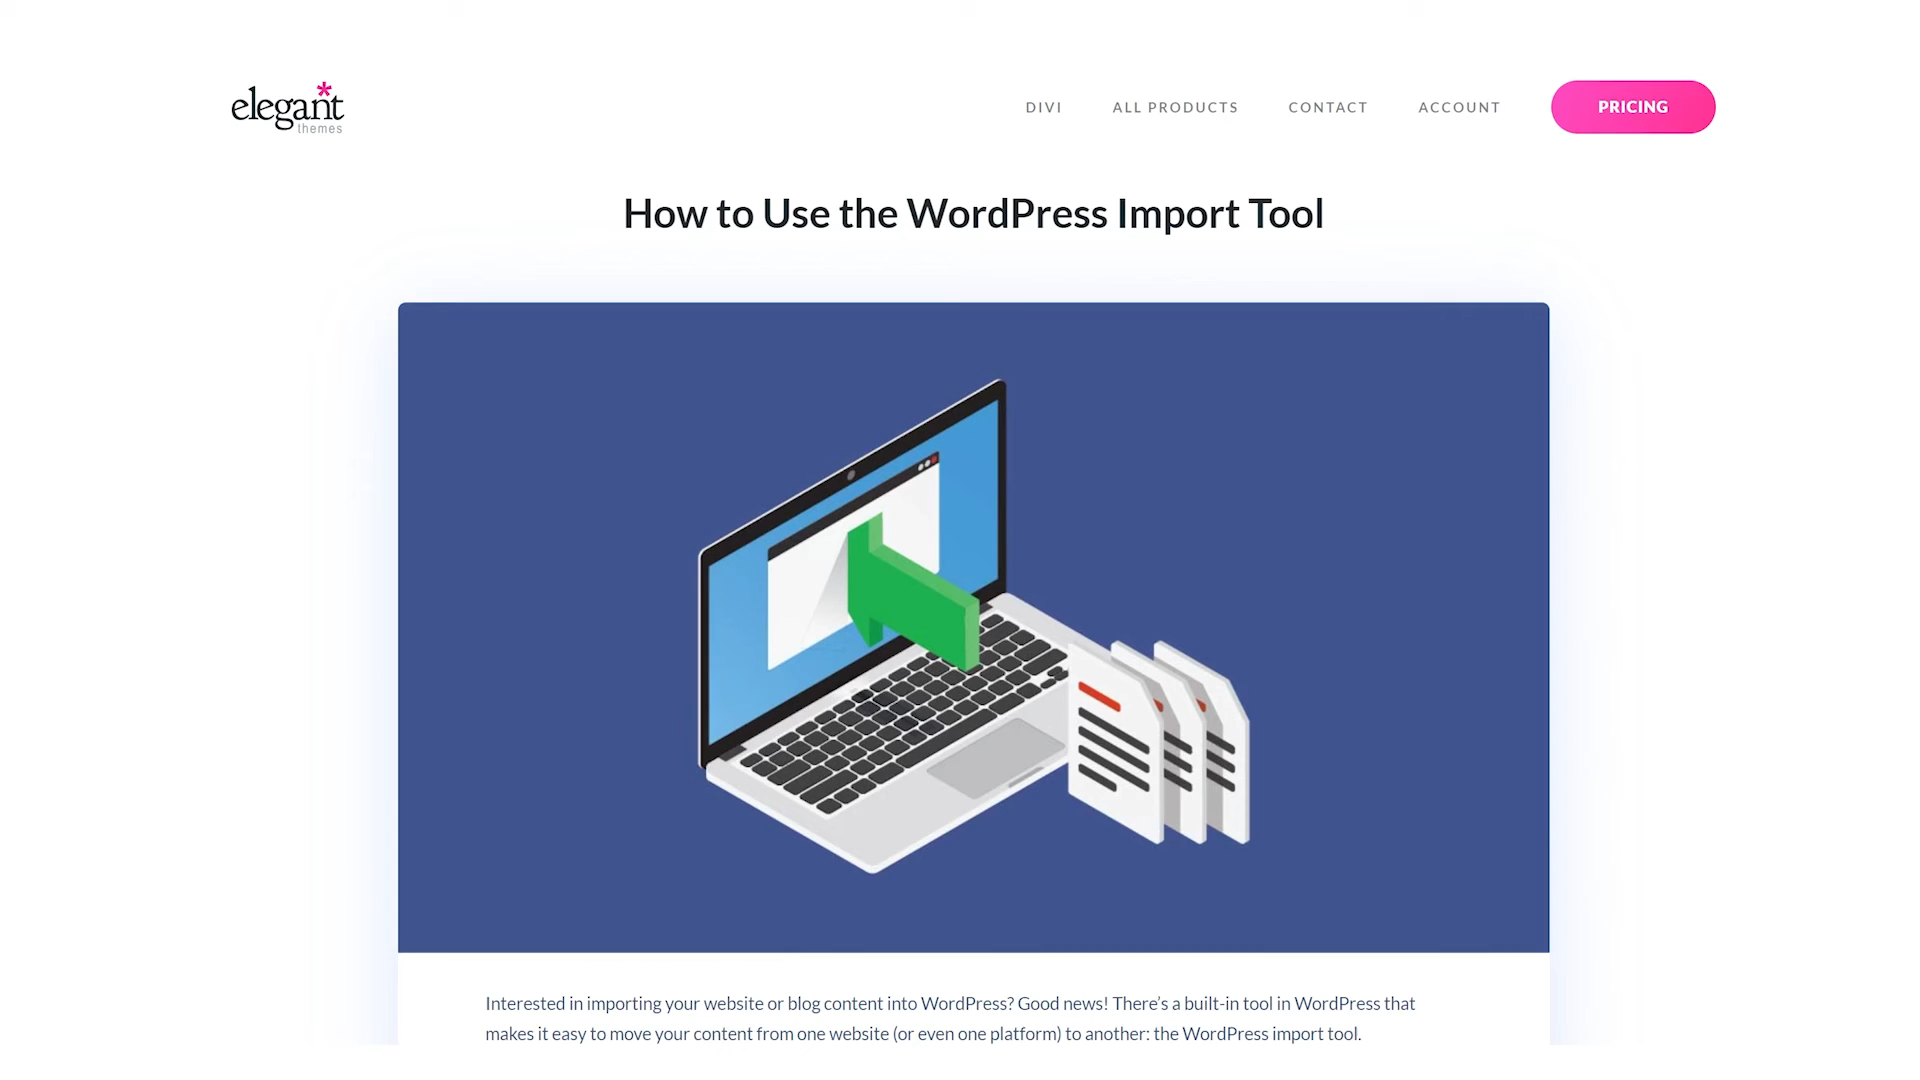 elegant
themes
DIVI
ALL PRODUCTS
CONTACT
ACCOUNT
PRICING
How to Use the WordPress Import Tool
Interested in importing your website or blog content into WordPress? Good news! There’s a built-in tool in WordPress that
makes it easy to move your content from one website (or even one platform) to another: the WordPress import tool.